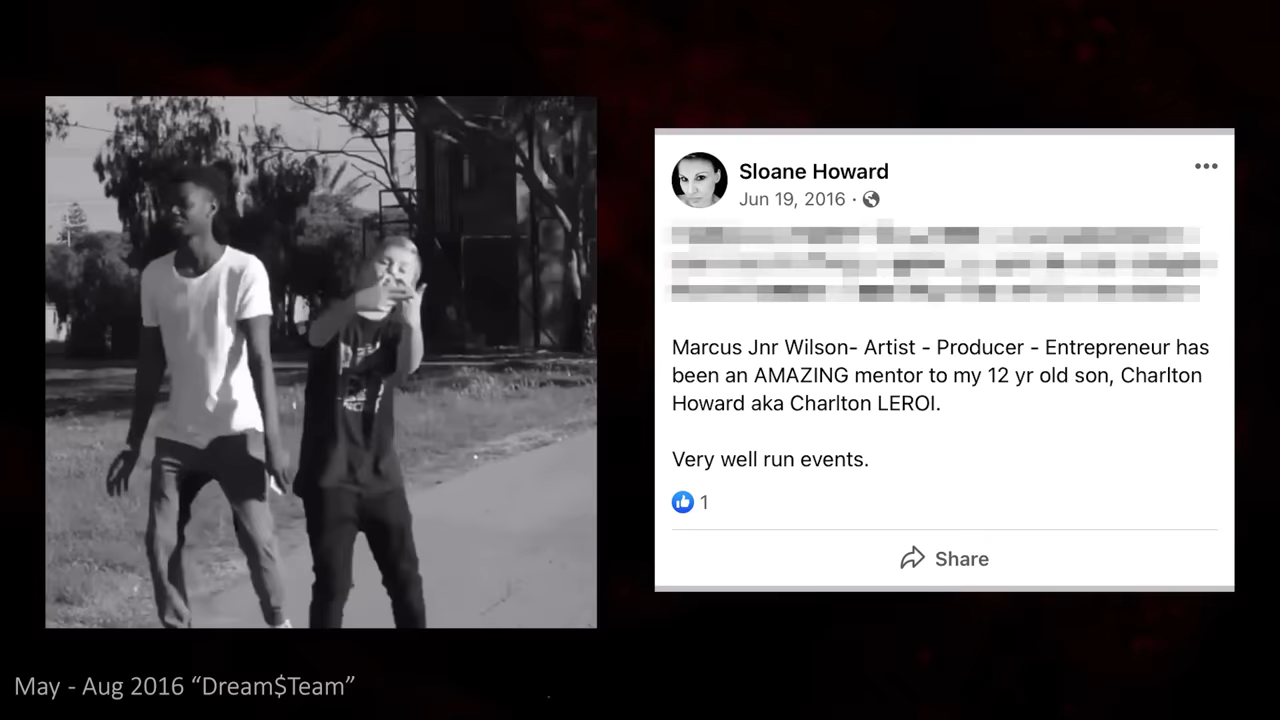 Sloane Howard
Jun 19, 2016 ·
Marcus Jnr Wilson- Artist - Producer - Entrepreneur has
been an AMAZING mentor to my 12 yr old son, Charlton
Howard aka Charlton LEROI.
Very well run events.
1
Share
May - Aug 2016 “Dream$Team”